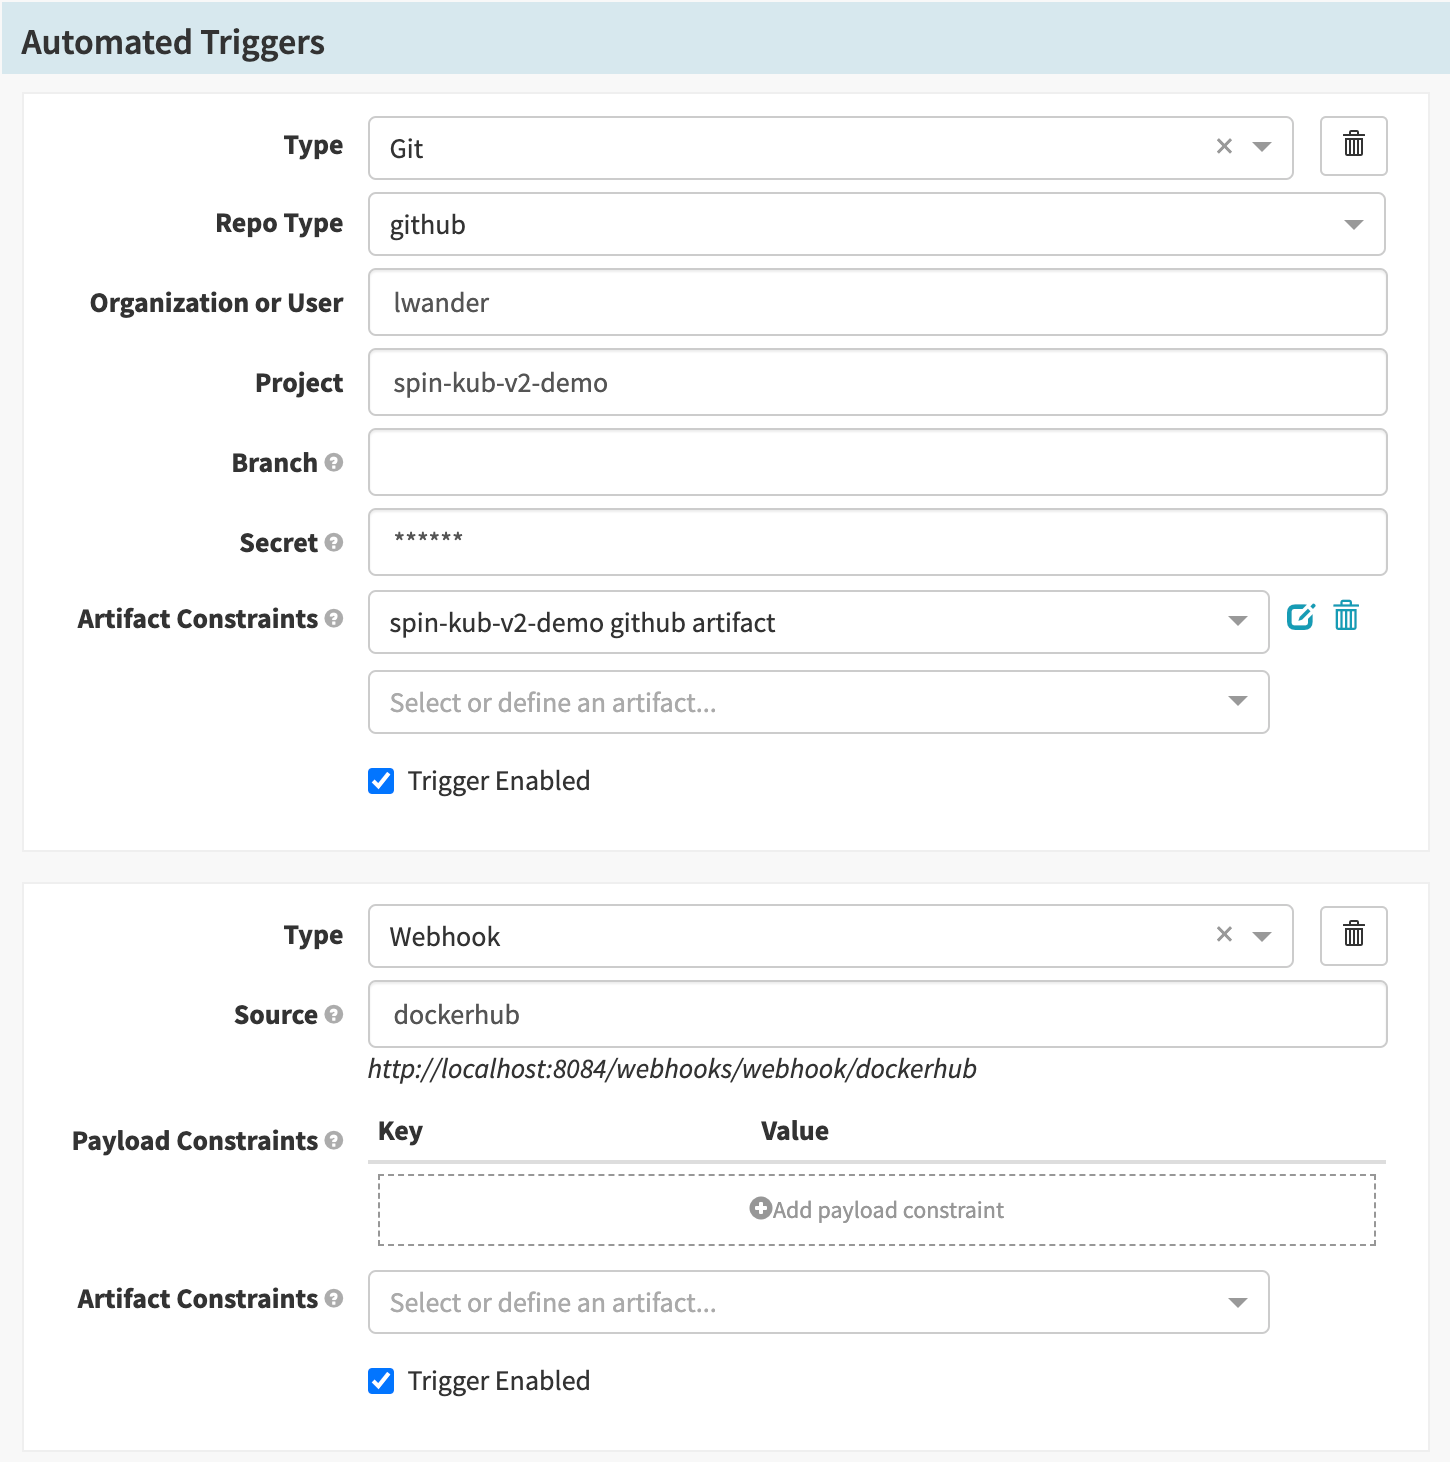 Automated Triggers
Type Git
Repo Type github
Organization or User lwander
Project spin-kub-v2-demo
Branch
Secret ******
Artifact Constraints spin-kub-v2-demo github artifact
Select or define an artifact...
Trigger Enabled
Type Webhook
Source dockerhub
http://localhost:8084/webhooks/webhook/dockerhub
Payload Constraints Key Value
Add payload constraint
Artifact Constraints Select or define an artifact...
Trigger Enabled